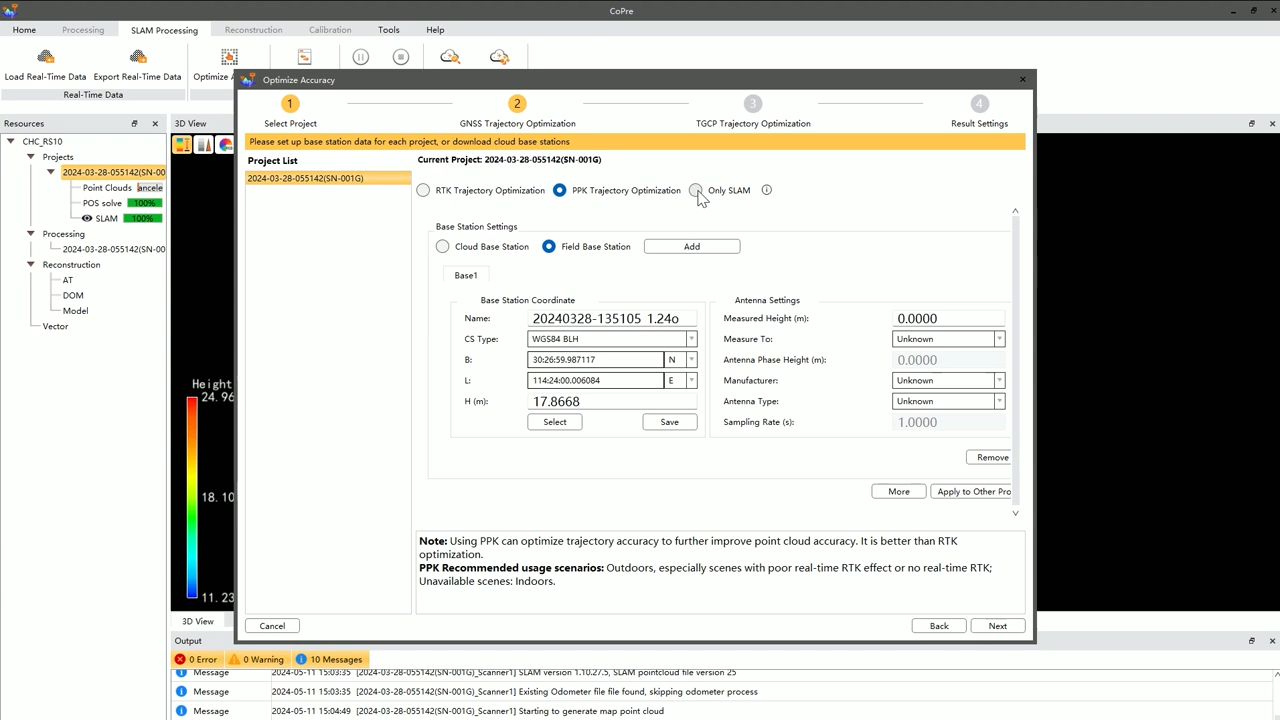 CoPre
Home Processing SLAM Processing Reconstruction Calibration Tools Help
Load Real-Time Data Export Real-Time Data Optimize A
Real-Time Data
Optimize Accuracy
1 2 3 4
Select Project GNSS Trajectory Optimization TGCP Trajectory Optimization Result Settings
Please set up base station data for each project, or download cloud base stations
Resources
CHC_RS10
Projects
2024-03-28-055142(SN-00
Point Clouds ancele
POS solve 100%
SLAM 100%
Processing
2024-03-28-055142(SN-00
Reconstruction
AT
DOM
Model
Vector
3D View
Height
24.96
18.10
11.23
3D View
Project List
2024-03-28-055142(SN-001G)
Current Project: 2024-03-28-055142(SN-001G)
RTK Trajectory Optimization PPK Trajectory Optimization Only SLAM
Base Station Settings
Cloud Base Station Field Base Station Add
Base1
Base Station Coordinate
Name: 20240328-135105 1.24o
CS Type: WGS84 BLH
B: 30:26:59.987117 N
L: 114:24:00.006084 E
H (m): 17.8668
Select Save
Antenna Settings
Measured Height (m): 0.0000
Measure To: Unknown
Antenna Phase Height (m): 0.0000
Manufacturer: Unknown
Antenna Type: Unknown
Sampling Rate (s): 1.0000
Remove
More Apply to Other Pro
Note: Using PPK can optimize trajectory accuracy to further improve point cloud accuracy. It is better than RTK
optimization.
PPK Recommended usage scenarios: Outdoors, especially scenes with poor real-time RTK effect or no real-time RTK;
Unavailable scenes: Indoors.
Cancel Back Next
Output
0 Error 0 Warning 10 Messages
Message 2024-05-11 15:03:35 [2024-03-28-055142(SN-001G)_Scanner1] SLAM version 1.10.27.5, SLAM pointcloud file version 25
Message 2024-05-11 15:03:35 [2024-03-28-055142(SN-001G)_Scanner1] Existing Odometer file file found, skipping odometer process
Message 2024-05-11 15:04:49 [2024-03-28-055142(SN-001G)_Scanner1] Starting to generate map point cloud